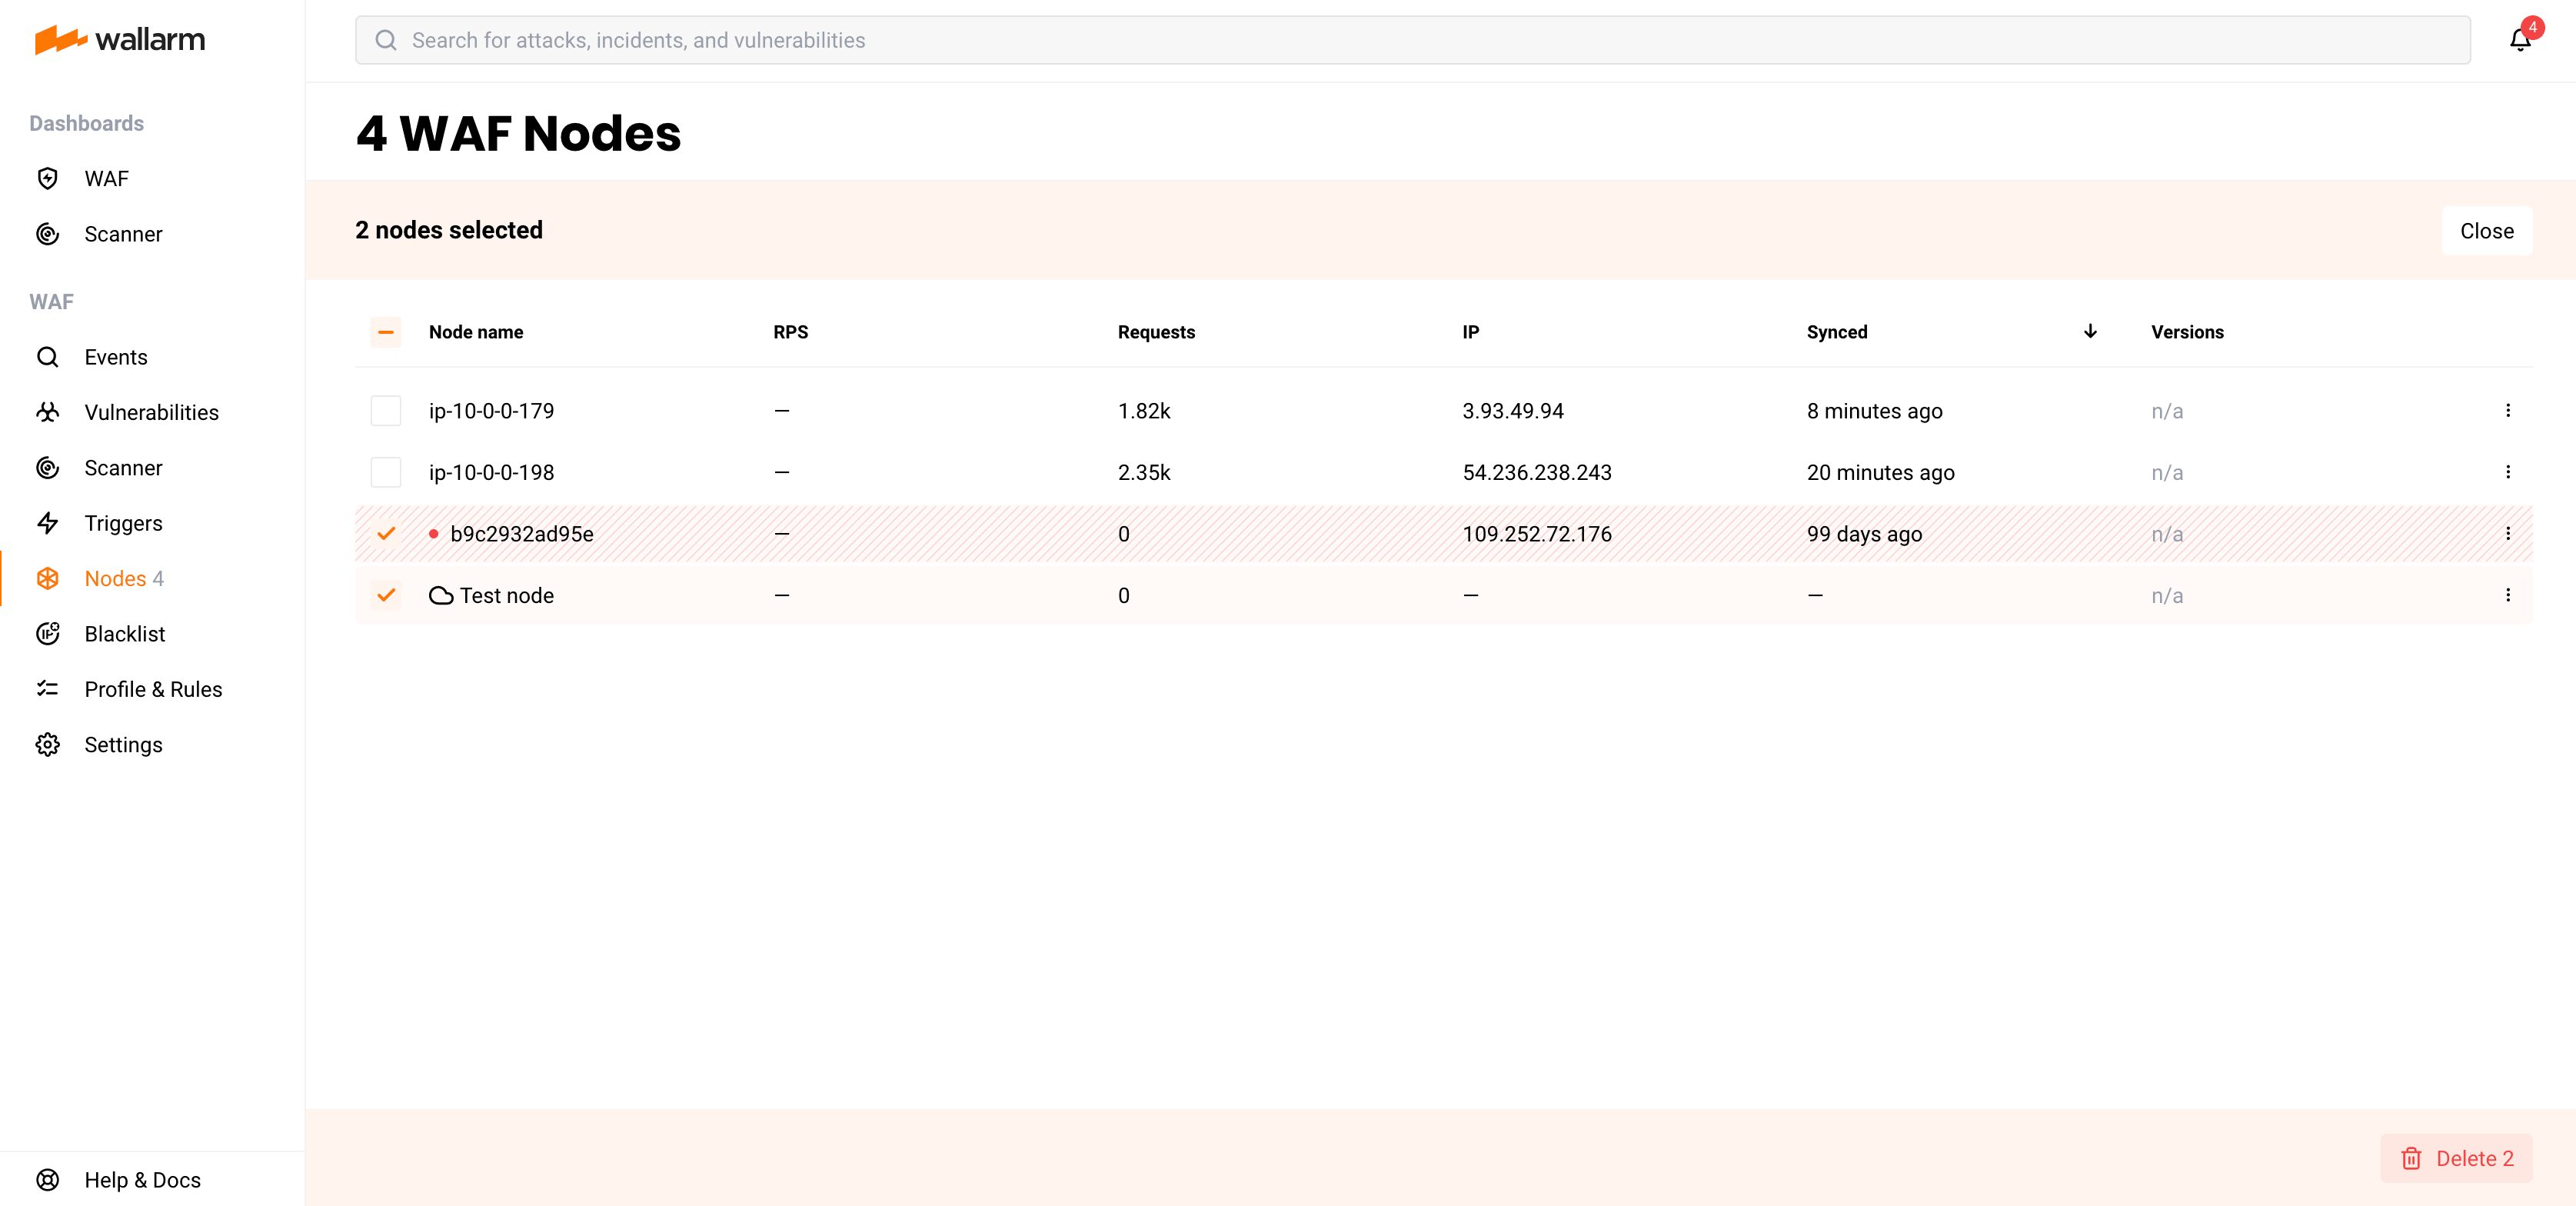 wallarm
Search for attacks, incidents, and vulnerabilities
4
Dashboards
WAF
Scanner
WAF
Events
Vulnerabilities
Scanner
Triggers
Nodes 4
Blacklist
Profile & Rules
Settings
Help & Docs
4 WAF Nodes
2 nodes selected
Close
Node name RPS Requests IP Synced Versions
ip-10-0-0-179 — 1.82k 3.93.49.94 8 minutes ago n/a
ip-10-0-0-198 — 2.35k 54.236.238.243 20 minutes ago n/a
b9c2932ad95e — 0 109.252.72.176 99 days ago n/a
Test node — 0 — — n/a
Delete 2